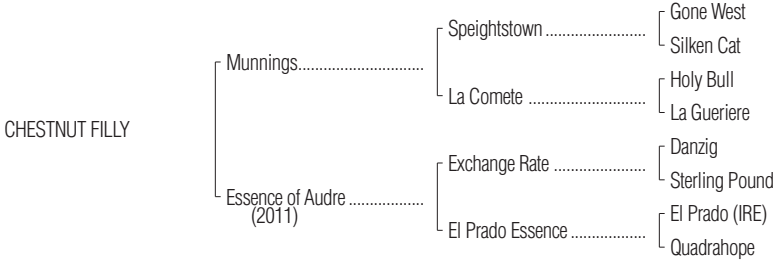 Gone West
Speightstown ........................
Silken Cat
Munnings.............................
Holy Bull
La Comete ............................
La Gueriere
CHESTNUT FILLY
Danzig
Exchange Rate ......................
Sterling Pound
Essence of Audre ..................
(2011)
El Prado (IRE)
El Prado Essence ..................
Quadrahope